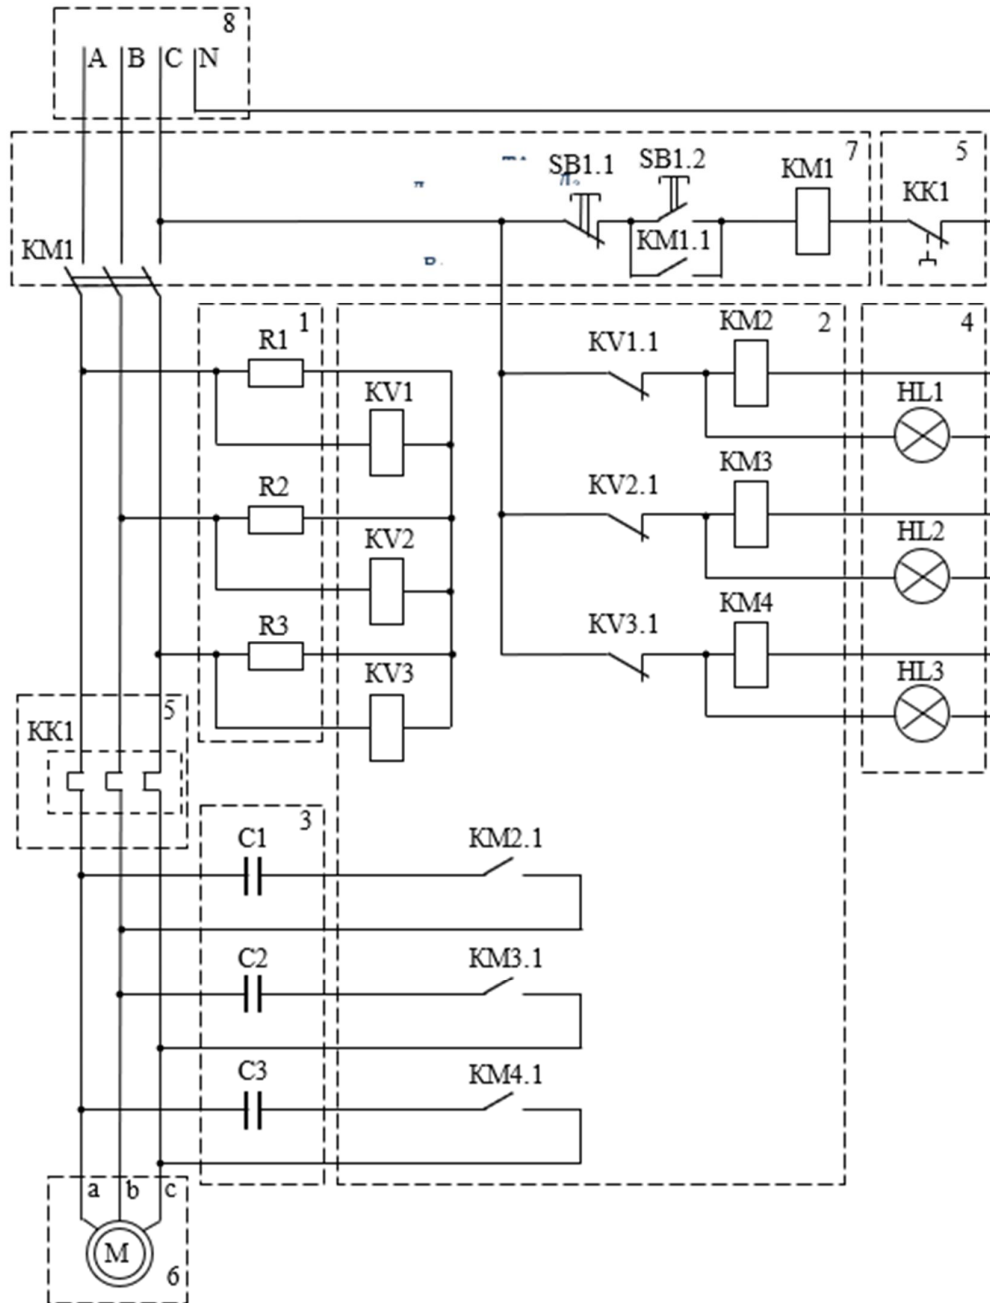 8
A B C N
SB1.1 SB1.2 KM1 7 5
KK1
KM1.1
KM1
1 2 4
R1 KV1.1 KM2
KV1 HL1
R2 KV2.1 KM3
KV2 HL2
R3 KV3.1 KM4
KV3 HL3
5
KK1
3
C1 KM2.1
C2 KM3.1
C3 KM4.1
a b c
M
6